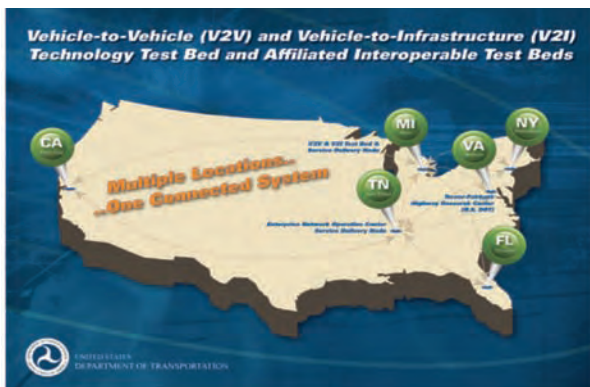 Vehicle-to-Vehicle (V2V) and Vehicle-to-Infrastructure (V2I)
Technology Test Bed and Affiliated Interoperable Test Beds
CA
MI
VA
NY
V2V & V2I Test Bed &
Service Delivery Node
Multiple Locations..
..One Connected System
TN
Turner-Fairbank
Highway Research Center
(U.S. DOT)
Enterprise Network Operation Center
Service Delivery Node
FL
UNITED STATES
DEPARTMENT OF TRANSPORTATION